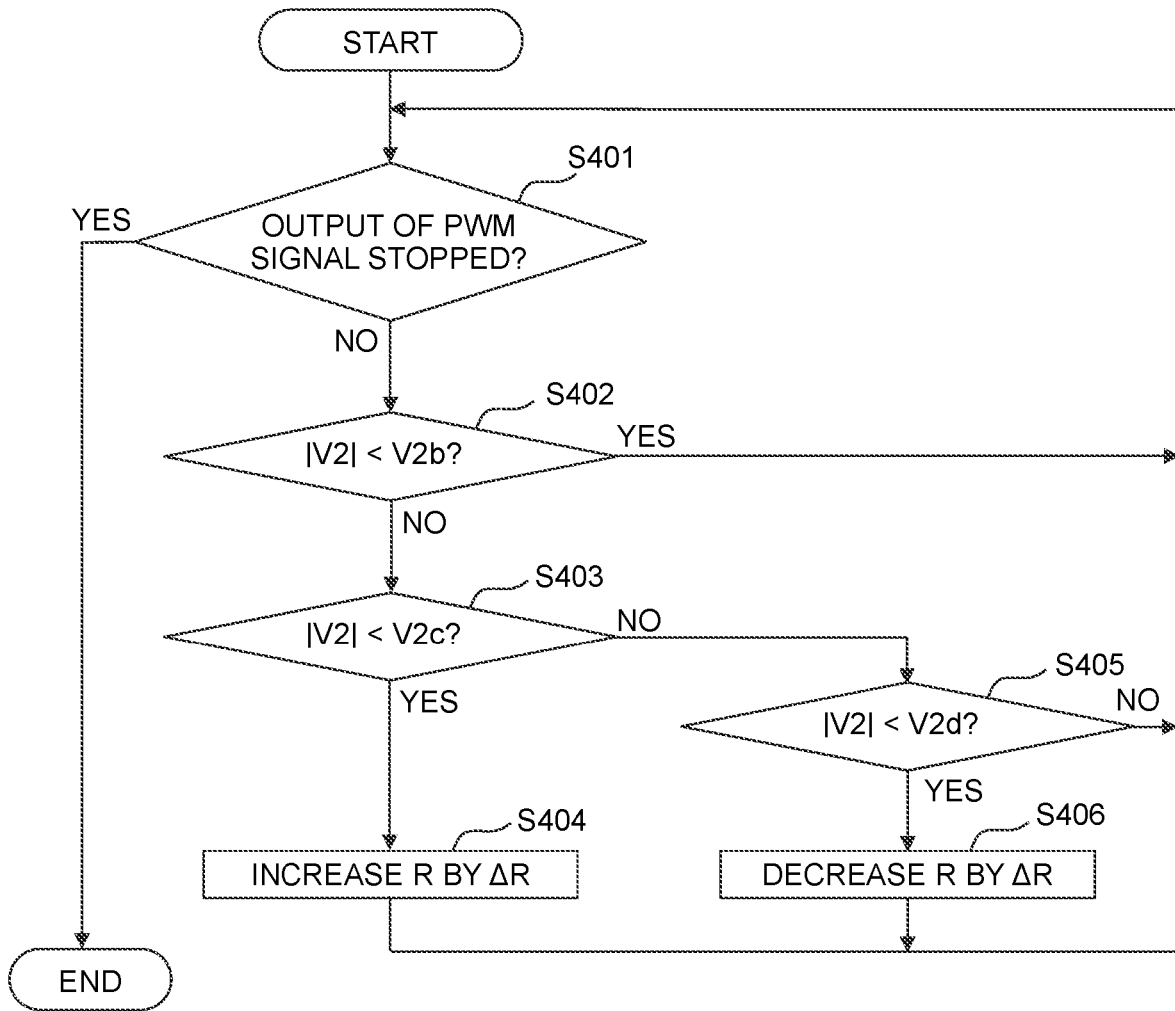 START
S401
YES
OUTPUT OF PWM
SIGNAL STOPPED?
NO
S402
|V2| < V2b?
YES
NO
S403
|V2| < V2c?
NO
YES
S405
|V2| < V2d?
NO
YES
S404
INCREASE R BY ΔR
S406
DECREASE R BY ΔR
END